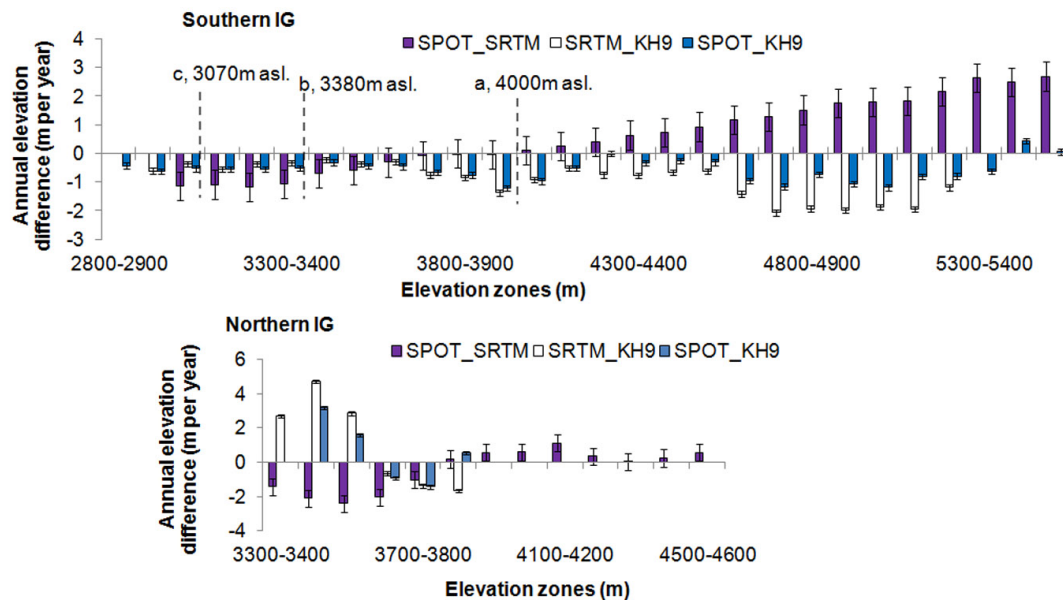 Southern IG
SPOT_SRTM SRTM_KH9 SPOT_KH9
Annual elevation
difference (m per year)
4
3
2
1
0
-1
-2
-3
c, 3070m asl.
b, 3380m asl.
a, 4000m asl.
2800-2900 3300-3400 3800-3900 4300-4400 4800-4900 5300-5400
Elevation zones (m)
Northern IG
SPOT_SRTM SRTM_KH9 SPOT_KH9
Annual elevation
difference (m per year)
6
4
2
0
-2
-4
3300-3400 3700-3800 4100-4200 4500-4600
Elevation zones (m)